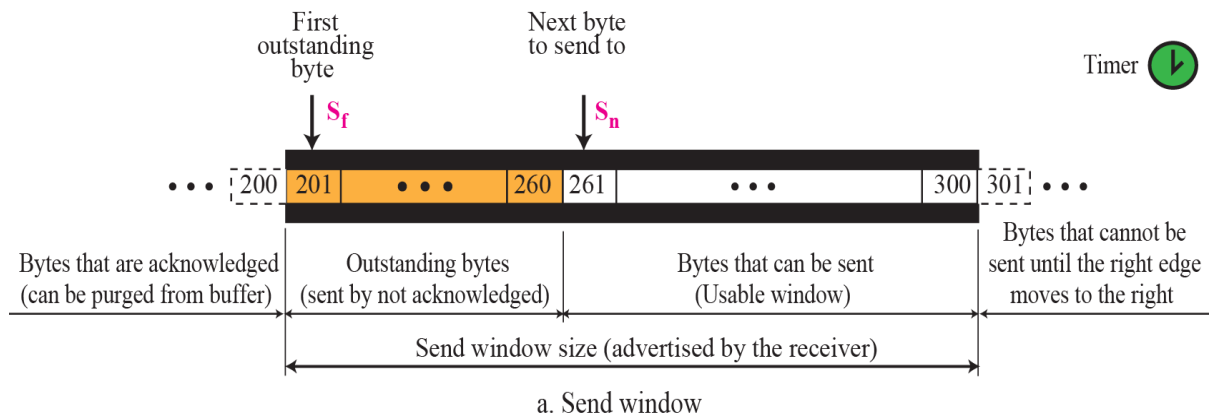 First
outstanding
byte
Next byte
to send to
Timer
Sf
Sn
••• 200 201 ••• 260 261 ••• 300 301 •••
Bytes that are acknowledged
(can be purged from buffer)
Outstanding bytes
(sent by not acknowledged)
Bytes that can be sent
(Usable window)
Bytes that cannot be
sent until the right edge
moves to the right
Send window size (advertised by the receiver)
a. Send window